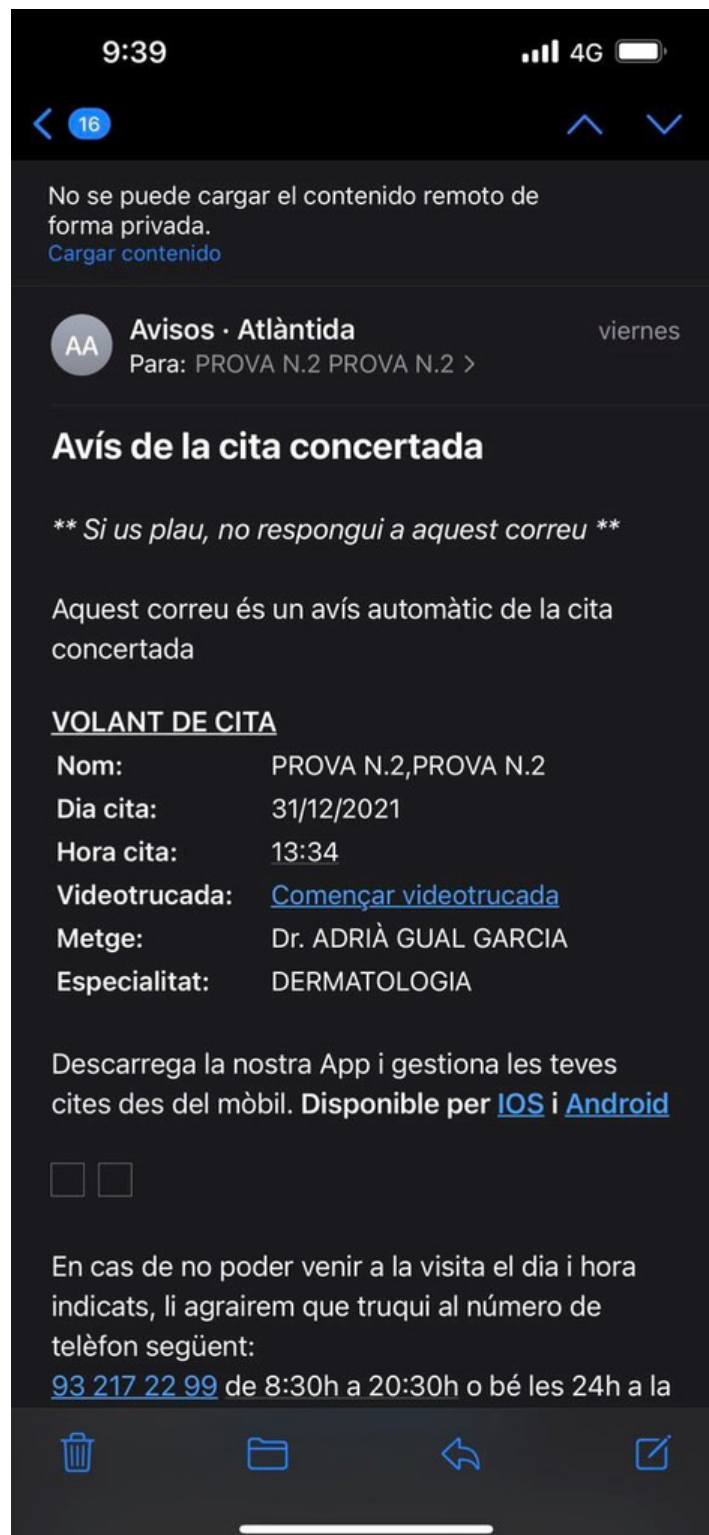 9:39
4G
16
No se puede cargar el contenido remoto de
forma privada.
Cargar contenido
AA
Avisos · Atlàntida
viernes
Para: PROVA N.2 PROVA N.2 >
Avís de la cita concertada
** Si us plau, no respongui a aquest correu **
Aquest correu és un avís automàtic de la cita
concertada
VOLANT DE CITA
Nom: PROVA N.2,PROVA N.2
Dia cita: 31/12/2021
Hora cita: 13:34
Videotrucada: Començar videotrucada
Metge: Dr. ADRIÀ GUAL GARCIA
Especialitat: DERMATOLOGIA
Descarrega la nostra App i gestiona les teves
cites des del mòbil. Disponible per IOS i Android
En cas de no poder venir a la visita el dia i hora
indicats, li agrairem que truqui al número de
telèfon següent:
93 217 22 99 de 8:30h a 20:30h o bé les 24h a la